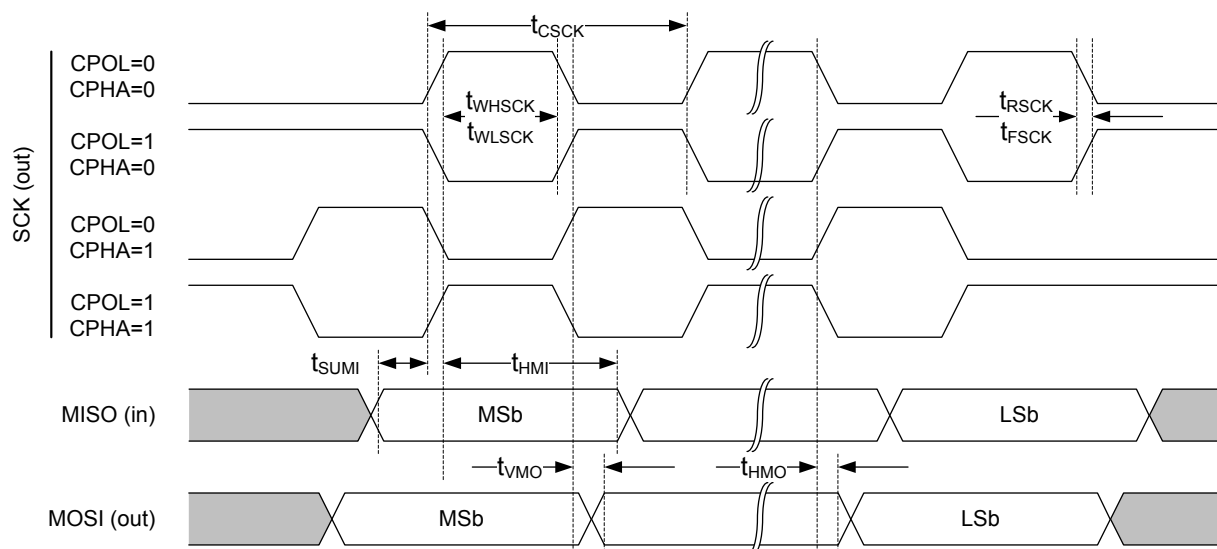 tCSCK
CPOL=0
CPHA=0
tWHSCK
tWLSCK
tRSCK
tFSCK
CPOL=1
CPHA=0
SCK (out)
CPOL=0
CPHA=1
CPOL=1
CPHA=1
tSUMI
tHMI
MISO (in)
MSb
LSb
tVMO
tHMO
MOSI (out)
MSb
LSb